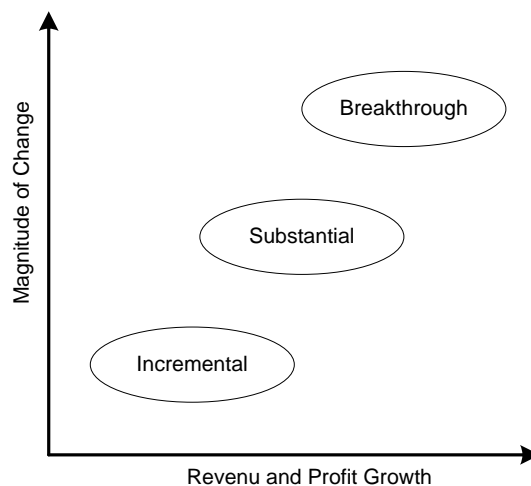 Breakthrough
Magnitude of Change
Substantial
Incremental
Revenu and Profit Growth